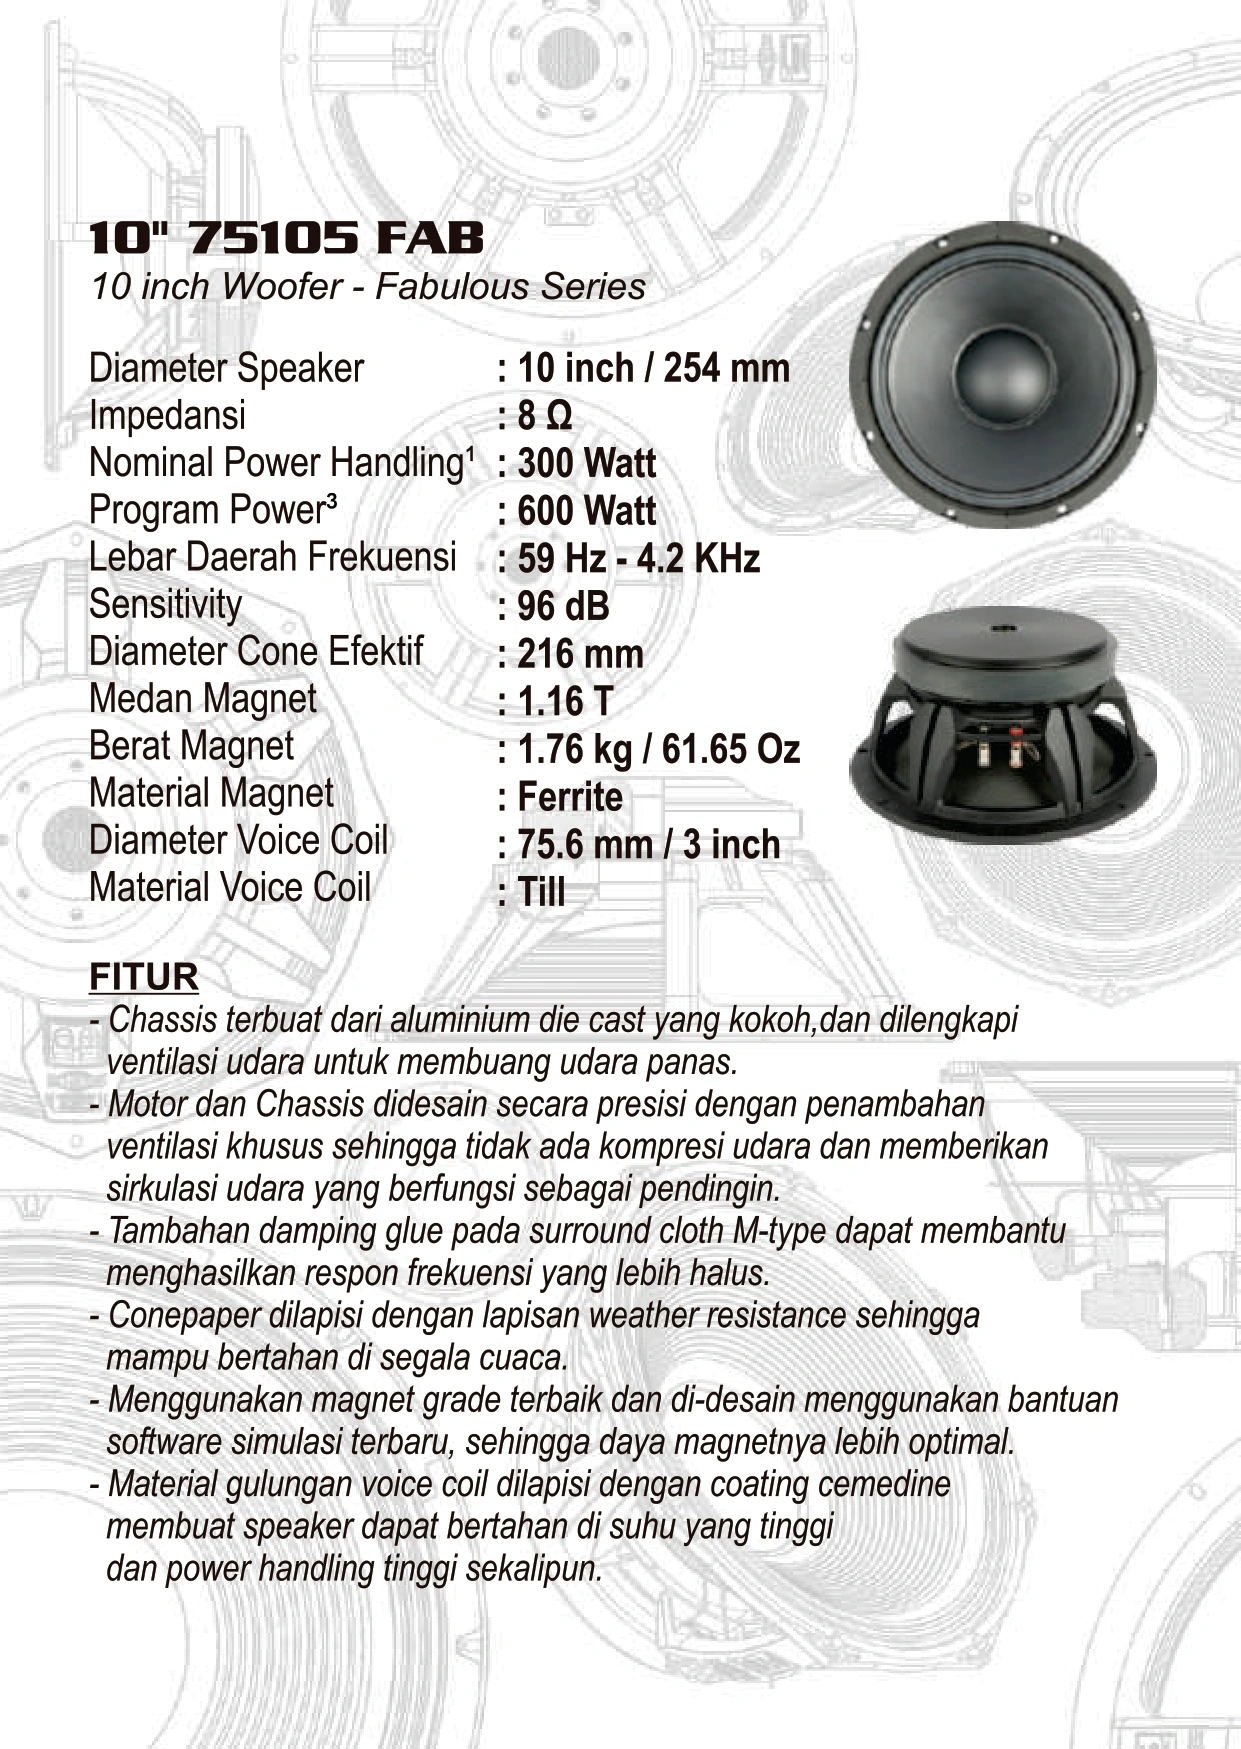 10" 75105 FAB
10 inch Woofer - Fabulous Series
Diameter Speaker : 10 inch / 254 mm
Impedansi : 8 Ω
Nominal Power Handling¹ : 300 Watt
Program Power³ : 600 Watt
Lebar Daerah Frekuensi : 59 Hz - 4.2 KHz
Sensitivity : 96 dB
Diameter Cone Efektif : 216 mm
Medan Magnet : 1.16 T
Berat Magnet : 1.76 kg / 61.65 Oz
Material Magnet : Ferrite
Diameter Voice Coil : 75.6 mm / 3 inch
Material Voice Coil : Till
FITUR
- Chassis terbuat dari aluminium die cast yang kokoh,dan dilengkapi
ventilasi udara untuk membuang udara panas.
- Motor dan Chassis didesain secara presisi dengan penambahan
ventilasi khusus sehingga tidak ada kompresi udara dan memberikan
sirkulasi udara yang berfungsi sebagai pendingin.
- Tambahan damping glue pada surround cloth M-type dapat membantu
menghasilkan respon frekuensi yang lebih halus.
- Conepaper dilapisi dengan lapisan weather resistance sehingga
mampu bertahan di segala cuaca.
- Menggunakan magnet grade terbaik dan di-desain menggunakan bantuan
software simulasi terbaru, sehingga daya magnetnya lebih optimal.
- Material gulungan voice coil dilapisi dengan coating cemedine
membuat speaker dapat bertahan di suhu yang tinggi
dan power handling tinggi sekalipun.